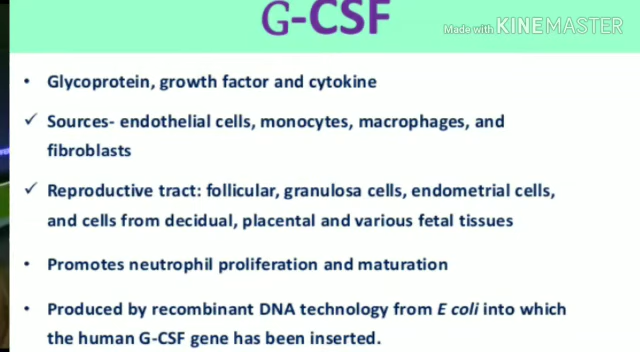 G-CSF
Made with KINEMASTER
• Glycoprotein, growth factor and cytokine
✓ Sources- endothelial cells, monocytes, macrophages, and
fibroblasts
✓ Reproductive tract: follicular, granulosa cells, endometrial cells,
and cells from decidual, placental and various fetal tissues
• Promotes neutrophil proliferation and maturation
• Produced by recombinant DNA technology from E coli into which
the human G-CSF gene has been inserted.